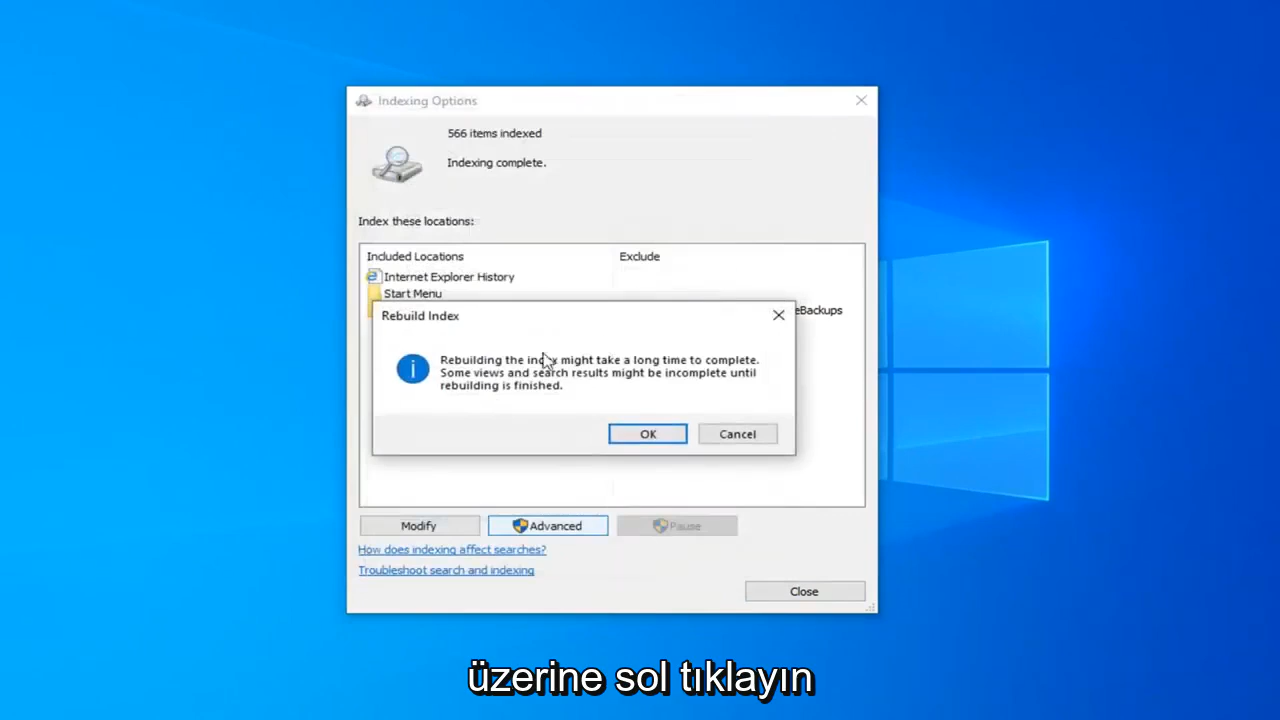 Indexing Options
566 items indexed
Indexing complete.
Index these locations:
Included Locations Exclude
Internet Explorer History
Start Menu
eBackups
Rebuild Index
Rebuilding the index might take a long time to complete.
Some views and search results might be incomplete until
rebuilding is finished.
OK Cancel
Modify Advanced Pause
How does indexing affect searches?
Troubleshoot search and indexing
Close
üzerine sol tıklayın